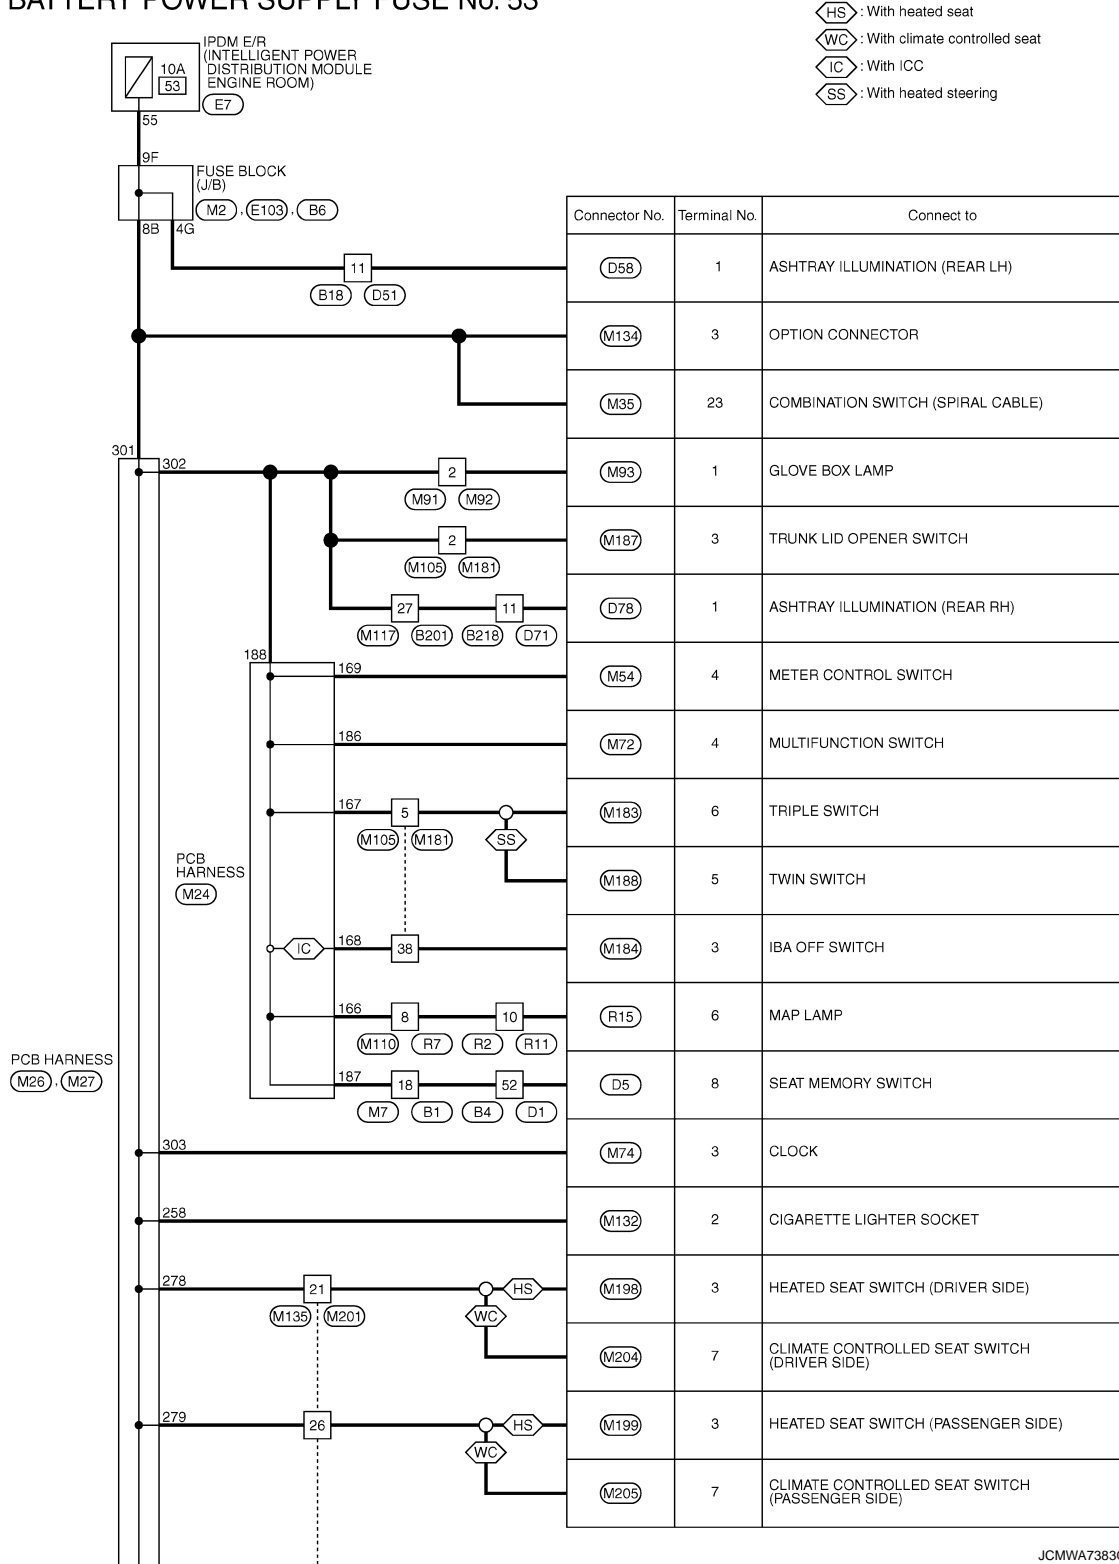 BATTERY POWER SUPPLY FUSE No. 53
HS : With heated seat
WC : With climate controlled seat
IC : With ICC
SS : With heated steering
IPDM E/R
(INTELLIGENT POWER
DISTRIBUTION MODULE
ENGINE ROOM)
10A
53
E7
55
9F
FUSE BLOCK
(J/B)
M2 , E103 , B6
8B 4G
Connector No. Terminal No. Connect to
11
B18 D51
D58 1 ASHTRAY ILLUMINATION (REAR LH)
M134 3 OPTION CONNECTOR
M35 23 COMBINATION SWITCH (SPIRAL CABLE)
301
302
2
M91 M92
M93 1 GLOVE BOX LAMP
2
M105 M181
M187 3 TRUNK LID OPENER SWITCH
27 11
M117 B201 B218 D71
D78 1 ASHTRAY ILLUMINATION (REAR RH)
188
169
M54 4 METER CONTROL SWITCH
186
M72 4 MULTIFUNCTION SWITCH
167
5
M105 M181
SS
M183 6 TRIPLE SWITCH
PCB
HARNESS
M24
M188 5 TWIN SWITCH
IC
168
38
M184 3 IBA OFF SWITCH
166
8 10
M110 R7 R2 R11
R15 6 MAP LAMP
PCB HARNESS
M26 , M27
187
18 52
M7 B1 B4 D1
D5 8 SEAT MEMORY SWITCH
303
M74 3 CLOCK
258
M132 2 CIGARETTE LIGHTER SOCKET
278
21
M135 M201
HS
WC
M198 3 HEATED SEAT SWITCH (DRIVER SIDE)
M204 7 CLIMATE CONTROLLED SEAT SWITCH
(DRIVER SIDE)
279
26
HS
WC
M199 3 HEATED SEAT SWITCH (PASSENGER SIDE)
M205 7 CLIMATE CONTROLLED SEAT SWITCH
(PASSENGER SIDE)